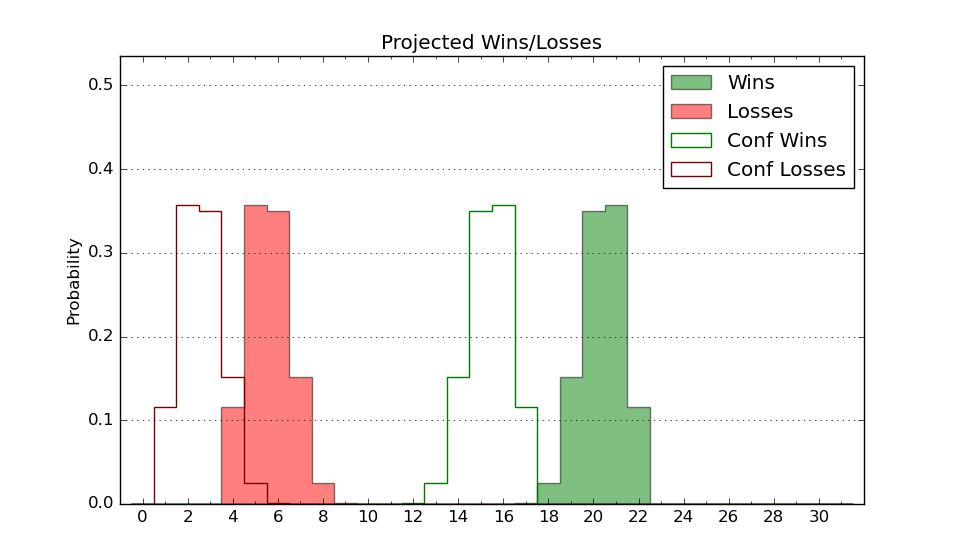 Projected Wins/Losses
0.5
0.4
0.3
0.2
0.1
0.0
Probability
Wins
Losses
Conf Wins
Conf Losses
0 2 4 6 8 10 12 14 16 18 20 22 24 26 28 30